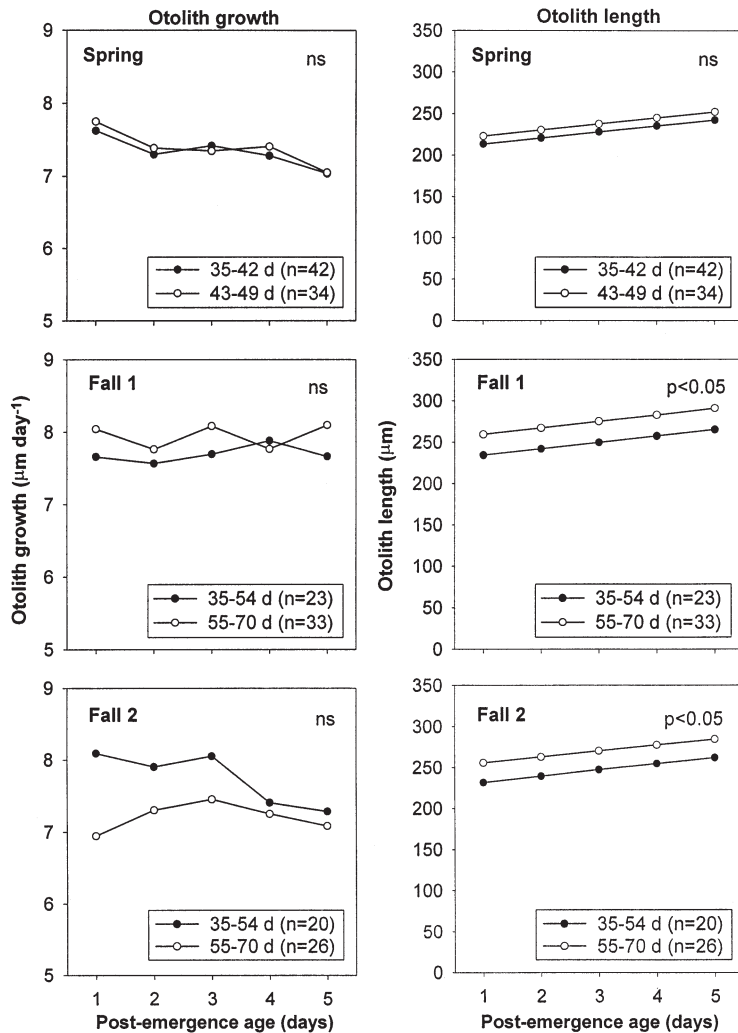 Otolith growth
Spring
ns
9
8
7
6
5
35-42 d (n=42)
43-49 d (n=34)
Otolith length
Spring
ns
350
300
250
200
150
100
50
0
35-42 d (n=42)
43-49 d (n=34)
Otolith growth (μm day-1)
Fall 1
ns
9
8
7
6
5
35-54 d (n=23)
55-70 d (n=33)
Otolith length (μm)
Fall 1
p<0.05
350
300
250
200
150
100
50
0
35-54 d (n=23)
55-70 d (n=33)
Fall 2
ns
9
8
7
6
5
35-54 d (n=20)
55-70 d (n=26)
1 2 3 4 5
Post-emergence age (days)
Fall 2
p<0.05
350
300
250
200
150
100
50
0
35-54 d (n=20)
55-70 d (n=26)
1 2 3 4 5
Post-emergence age (days)